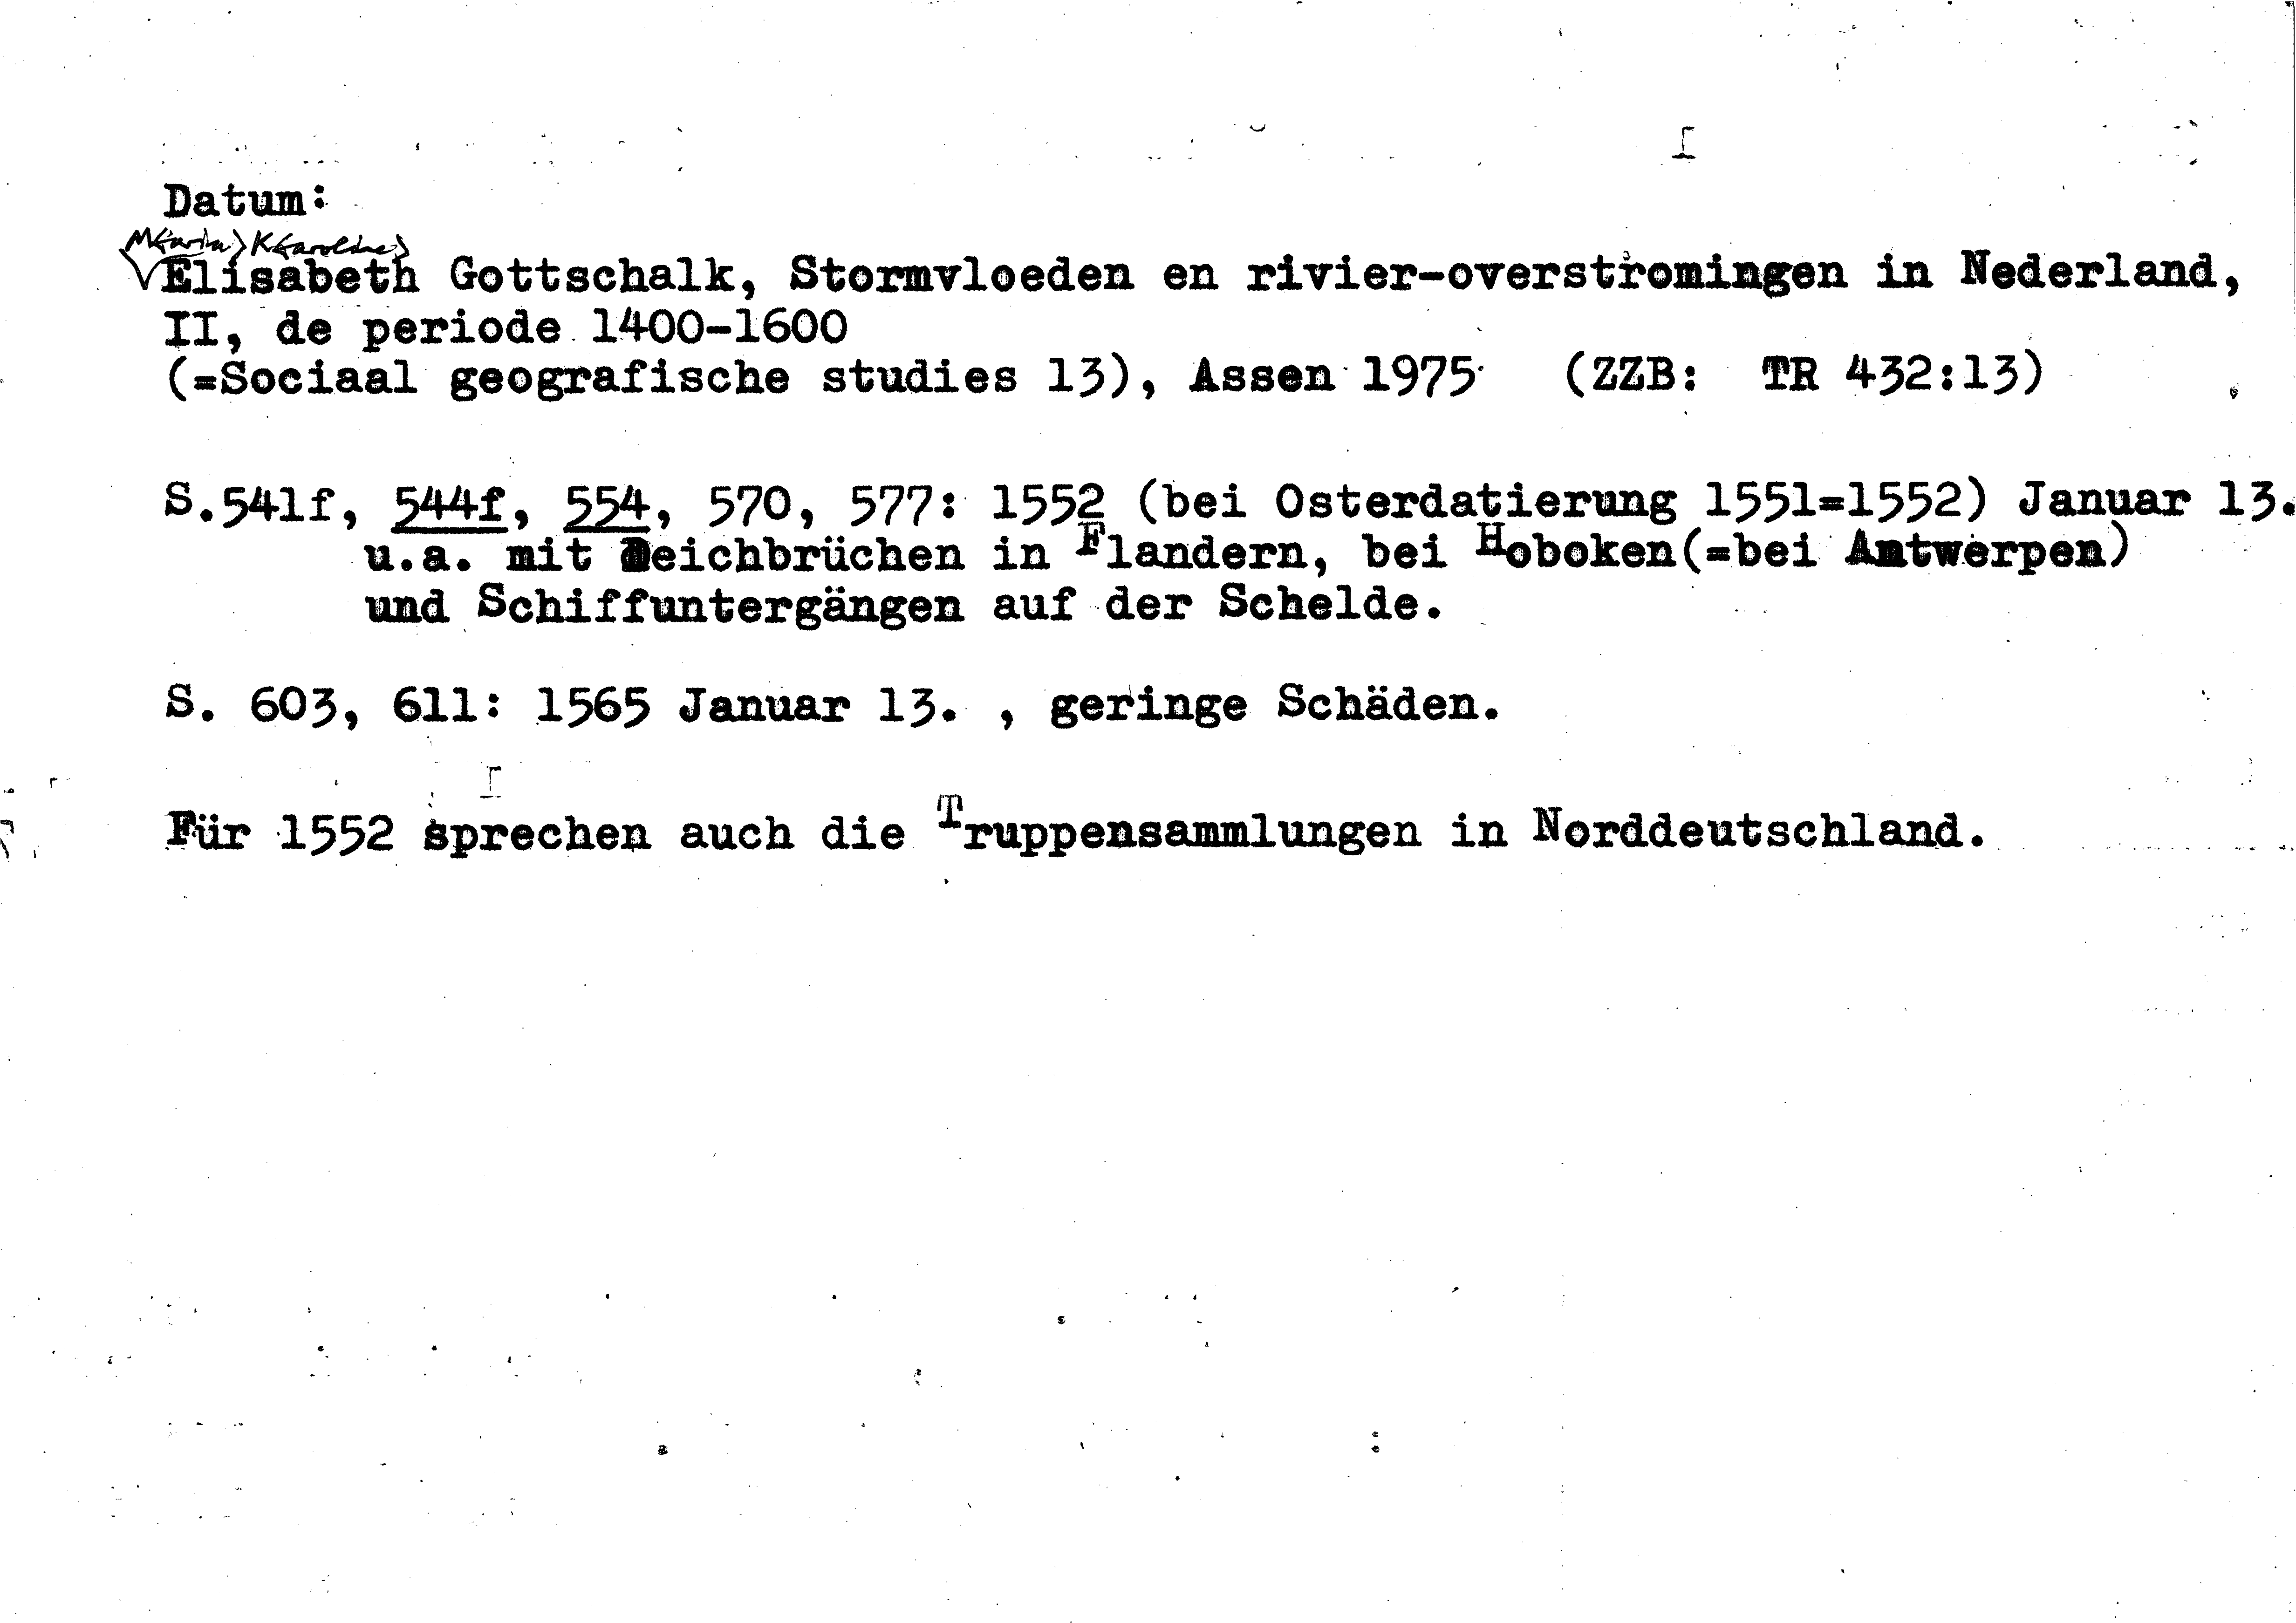 Datum:
M<aria> K<aroline>
Elisabeth Gottschalk, Stormvloeden en rivier-overstromingen in Nederland,
II, de periode 1400-1600
(=Sociaal geografische studies 13), Assen 1975 (ZZB: TR 432:13)
S.541f, 544f, 554, 570, 577: 1552 (bei Osterdatierung 1551=1552) Januar 13.
u.a. mit Deichbrüchen in Flandern, bei Hoboken(=bei Antwerpen)
und Schiffuntergängen auf der Schelde.
S. 603, 611: 1565 Januar 13. , geringe Schäden.
Für 1552 sprechen auch die Truppensammlungen in Norddeutschland.